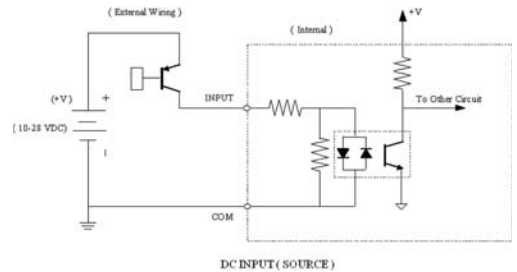 ( External Wiring)
( Internal)
+V
INPUT
To Other Circuit
(+V)
+
( 10-28 VDC)
COM
DC INPUT ( SOURCE )